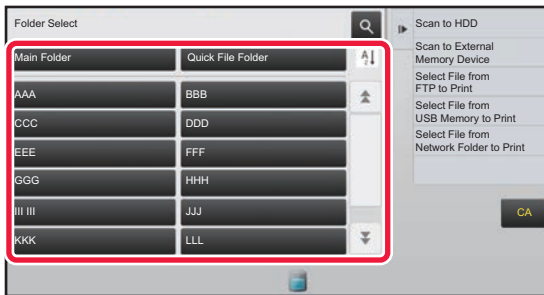 Folder Select
Main Folder
Quick File Folder
AAA
BBB
CCC
DDD
EEE
FFF
GGG
HHH
III III
JJJ
KKK
LLL
Scan to HDD
Scan to External
Memory Device
Select File from
FTP to Print
Select File from
USB Memory to Print
Select File from
Network Folder to Print
CA